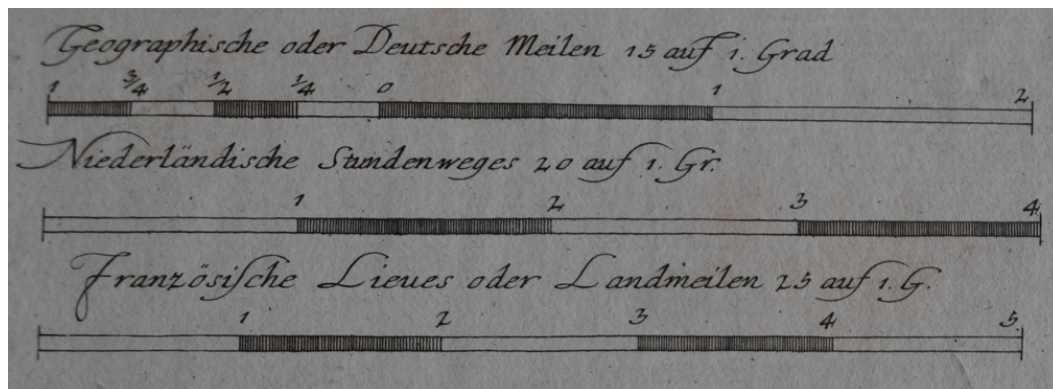 Geographische oder Deutsche Meilen 15 auf 1. Grad
1 3/4 1/2 1/4 0 1 2
Niederländische Stundenweges 20 auf 1. Gr.
1 2 3 4
Französiſche Lieues oder Landmeilen 25 auf 1. G.
1 2 3 4 5